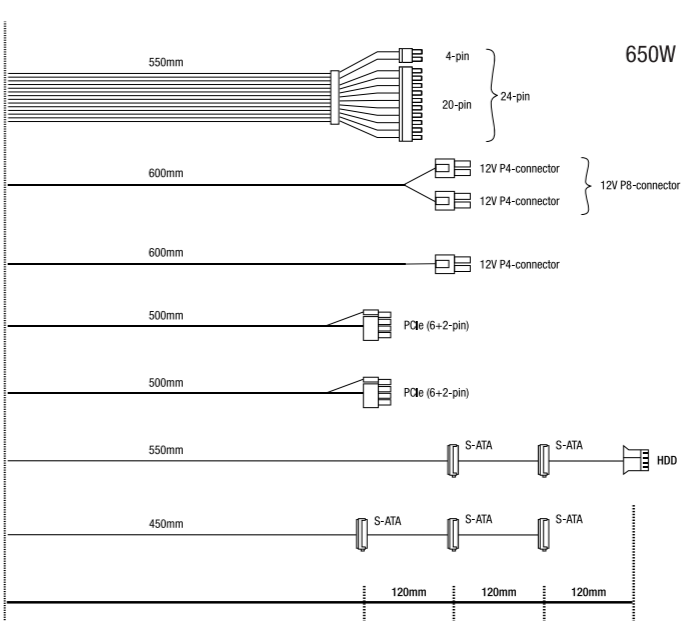 650W
550mm
4-pin
20-pin
24-pin
600mm
12V P4-connector
12V P4-connector
12V P8-connector
600mm
12V P4-connector
500mm
PCIe (6+2-pin)
500mm
PCIe (6+2-pin)
550mm
S-ATA
S-ATA
HDD
450mm
S-ATA
S-ATA
S-ATA
120mm
120mm
120mm